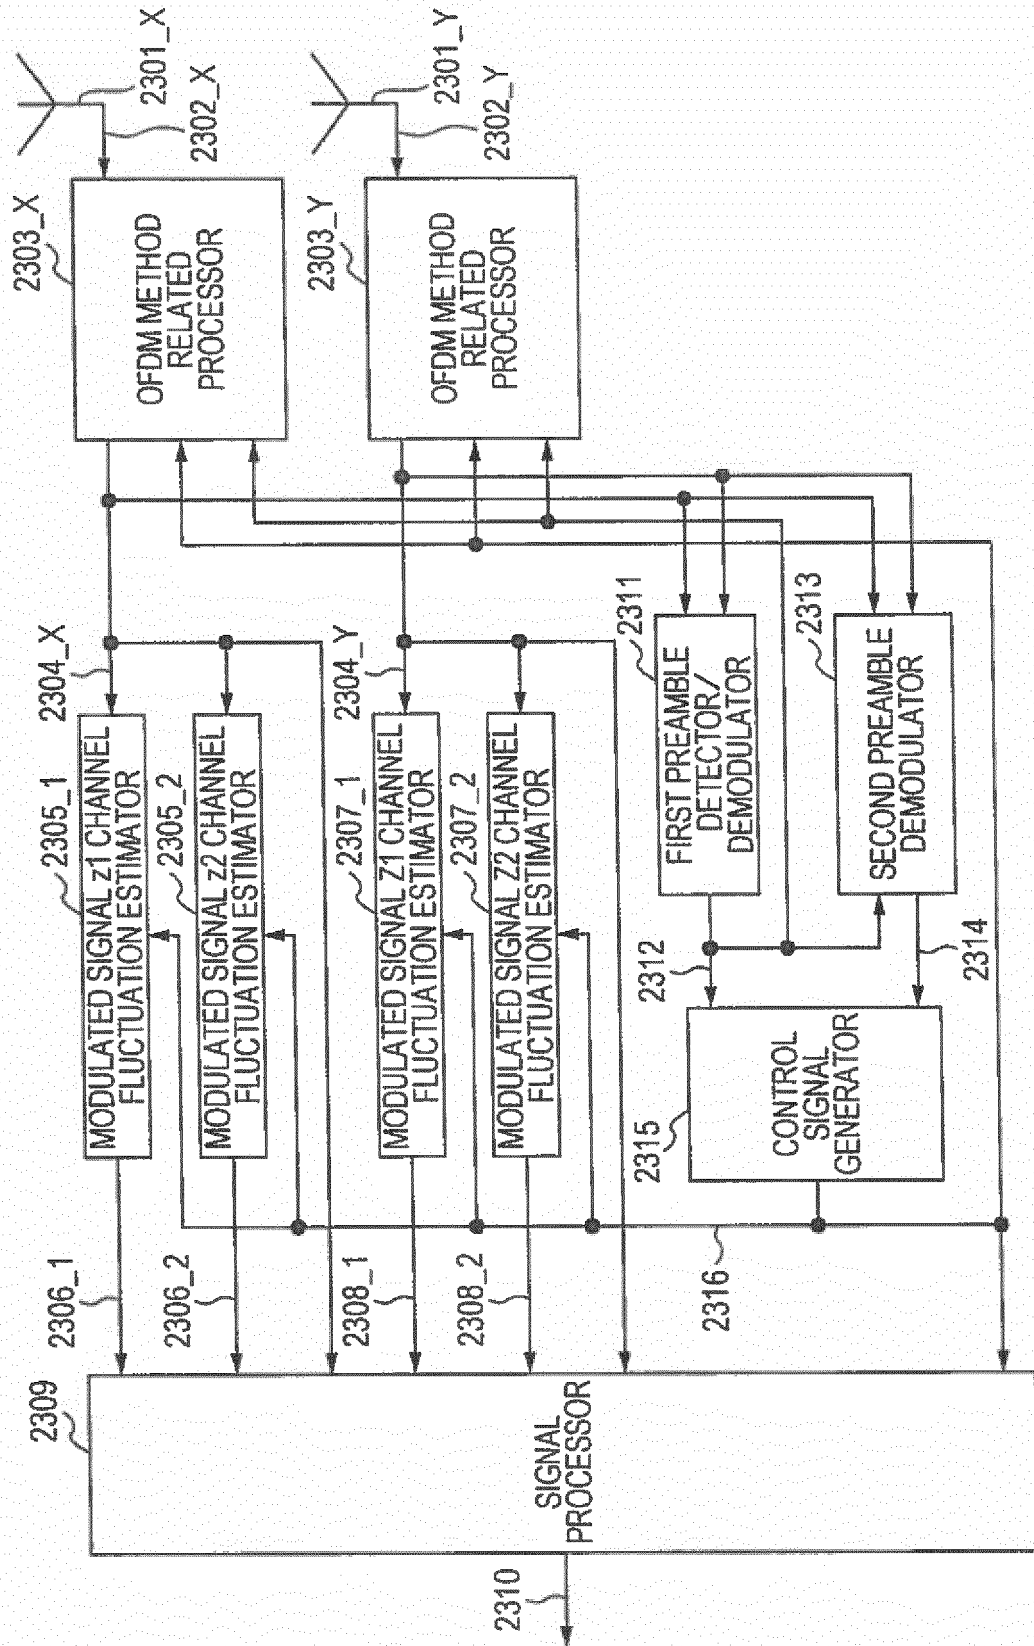 2301_X
2302_X
2303_X
OFDM METHOD
RELATED
PROCESSOR
2301_Y
2302_Y
2303_Y
OFDM METHOD
RELATED
PROCESSOR
2304_X
2305_1
MODULATED SIGNAL z1 CHANNEL
FLUCTUATION ESTIMATOR
2305_2
MODULATED SIGNAL z2 CHANNEL
FLUCTUATION ESTIMATOR
2304_Y
2307_1
MODULATED SIGNAL Z1 CHANNEL
FLUCTUATION ESTIMATOR
2307_2
MODULATED SIGNAL Z2 CHANNEL
FLUCTUATION ESTIMATOR
2311
FIRST PREAMBLE
DETECTOR/
DEMODULATOR
2313
SECOND PREAMBLE
DEMODULATOR
2312
2314
2315
CONTROL
SIGNAL
GENERATOR
2316
2306_1
2306_2
2308_1
2308_2
2309
SIGNAL
PROCESSOR
2310